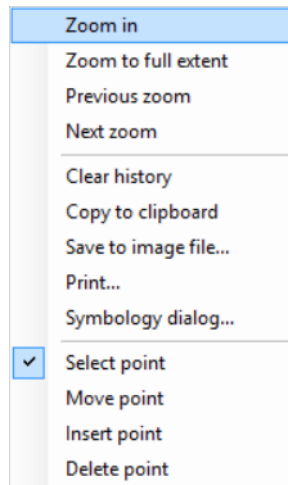 Zoom in
Zoom to full extent
Previous zoom
Next zoom
Clear history
Copy to clipboard
Save to image file...
Print...
Symbology dialog...
Select point
Move point
Insert point
Delete point